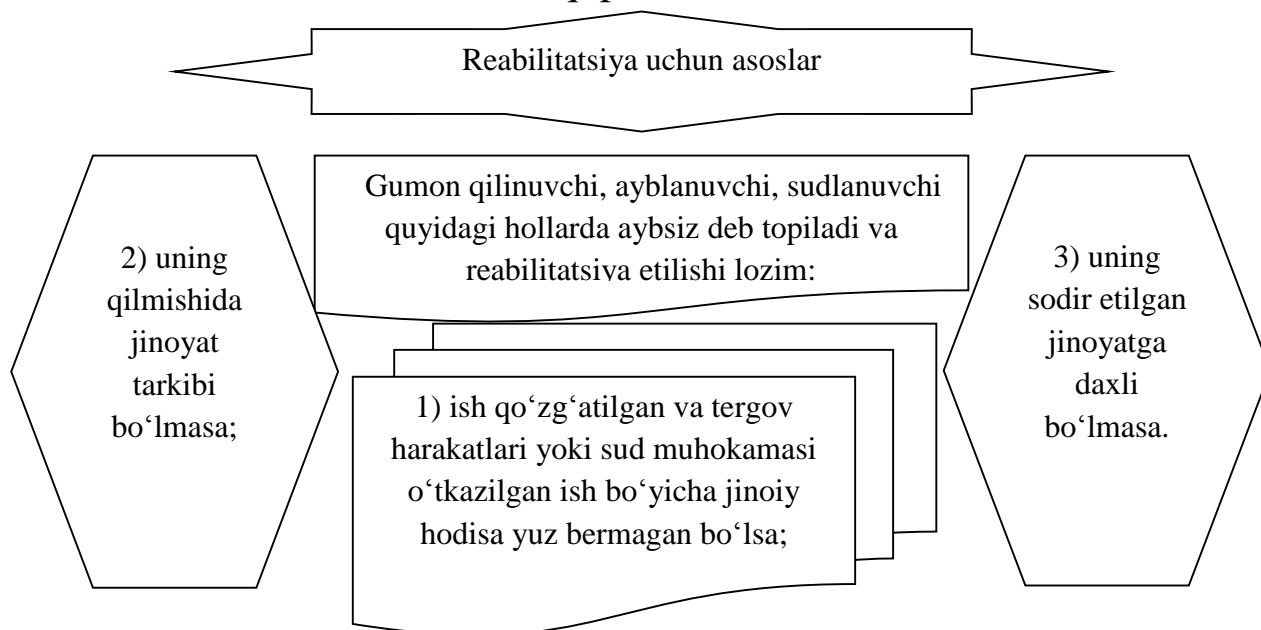 Reabilitatsiya uchun asoslar
Gumon qilinuvchi, ayblanuvchi, sudlanuvchi
quyidagi hollarda aybsiz deb topiladi va
reabilitatsiya etilishi lozim:
1) ish qo‘zg‘atilgan va tergov
harakatlari yoki sud muhokamasi
o‘tkazilgan ish bo‘yicha jinoiy
hodisa yuz bermagan bo‘lsa;
2) uning
qilmishida
jinoyat
tarkibi
bo‘lmasa;
3) uning
sodir etilgan
jinoyatga
daxli
bo‘lmasa.